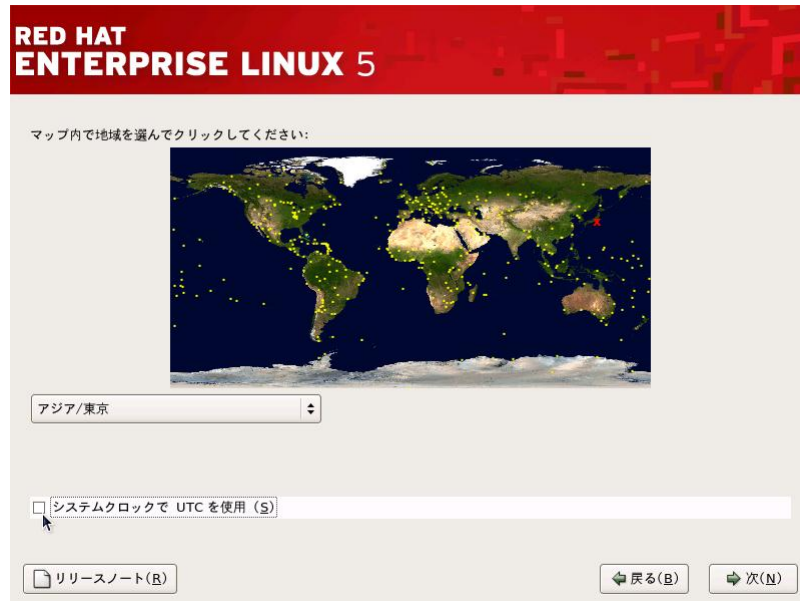 RED HAT
ENTERPRISE LINUX 5
マップ内で地域を選んでクリックしてください:
アジア/東京
システムクロックで UTC を使用 (S)
リリースノート(R)
戻る(B)
次(N)